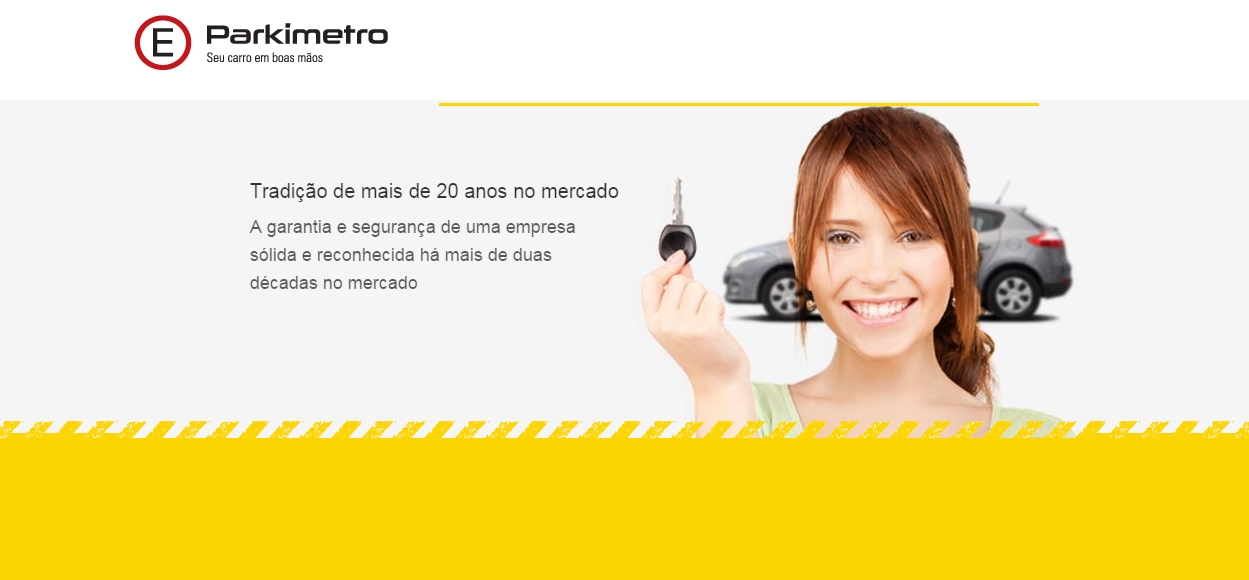 E
Parkimetro
Seu carro em boas mãos
Tradição de mais de 20 anos no mercado
A garantia e segurança de uma empresa
sólida e reconhecida há mais de duas
décadas no mercado